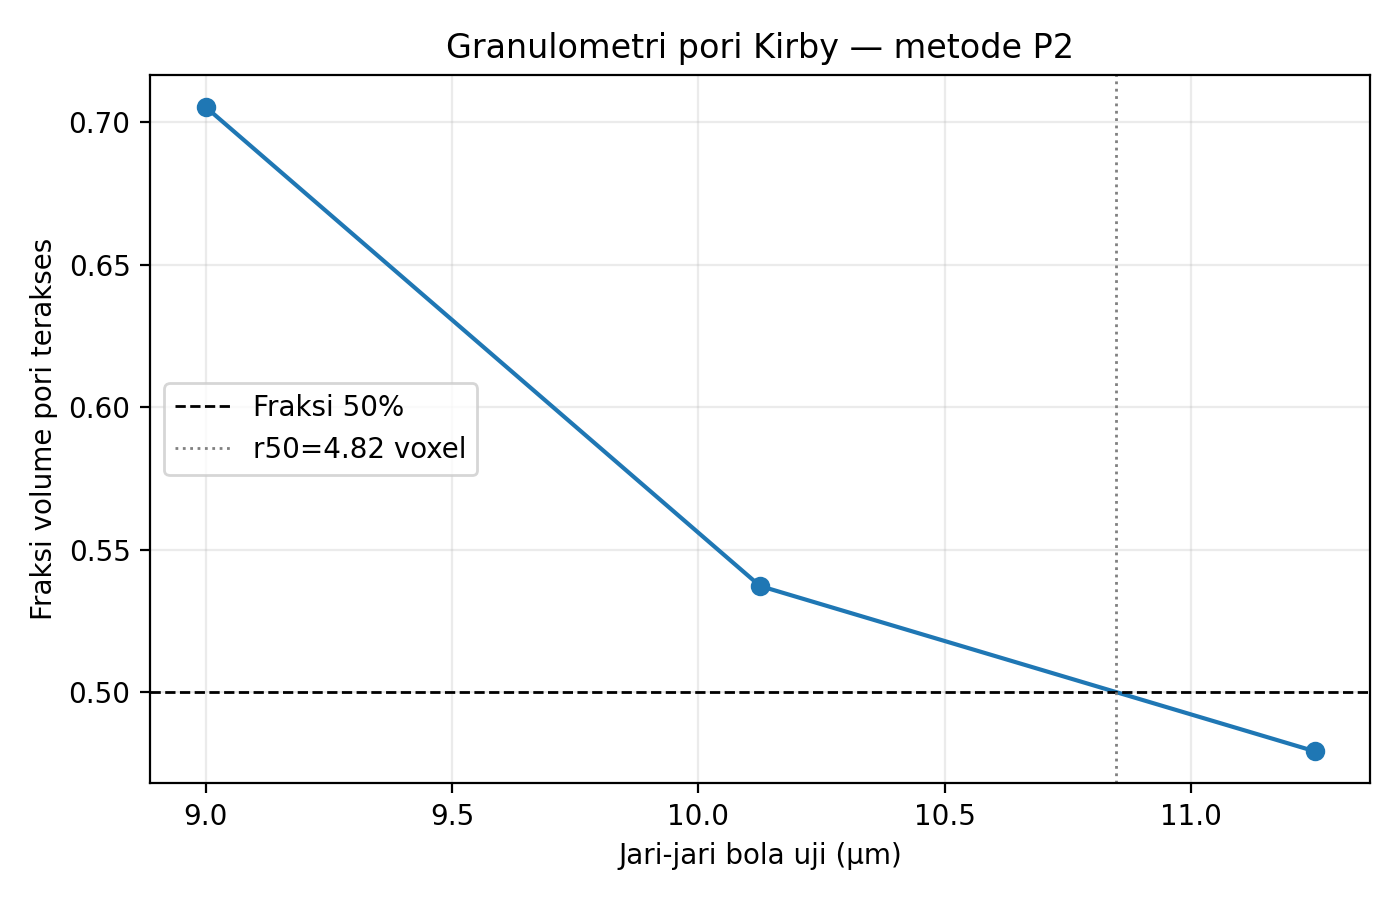 Granulometri pori Kirby — metode P2
Fraksi volume pori terakses
0.70
0.65
0.60
0.55
0.50
Fraksi 50%
r50=4.82 voxel
9.0
9.5
10.0
10.5
11.0
Jari-jari bola uji (µm)